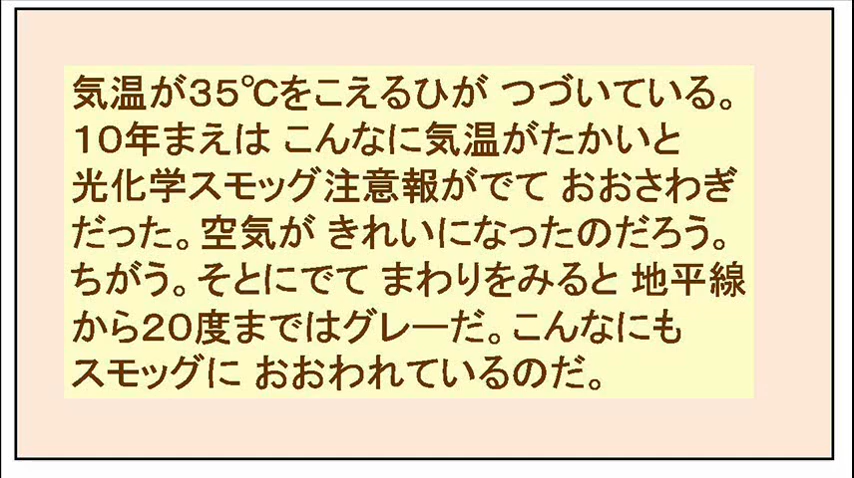 気温が３５℃をこえるひが つづいている。
１０年まえは こんなに気温がたかいと
光化学スモッグ注意報がでて おおさわぎ
だった。空気が きれいになったのだろう。
ちがう。そとにでて まわりをみると 地平線
から２０度まではグレーだ。こんなにも
スモッグに おおわれているのだ。